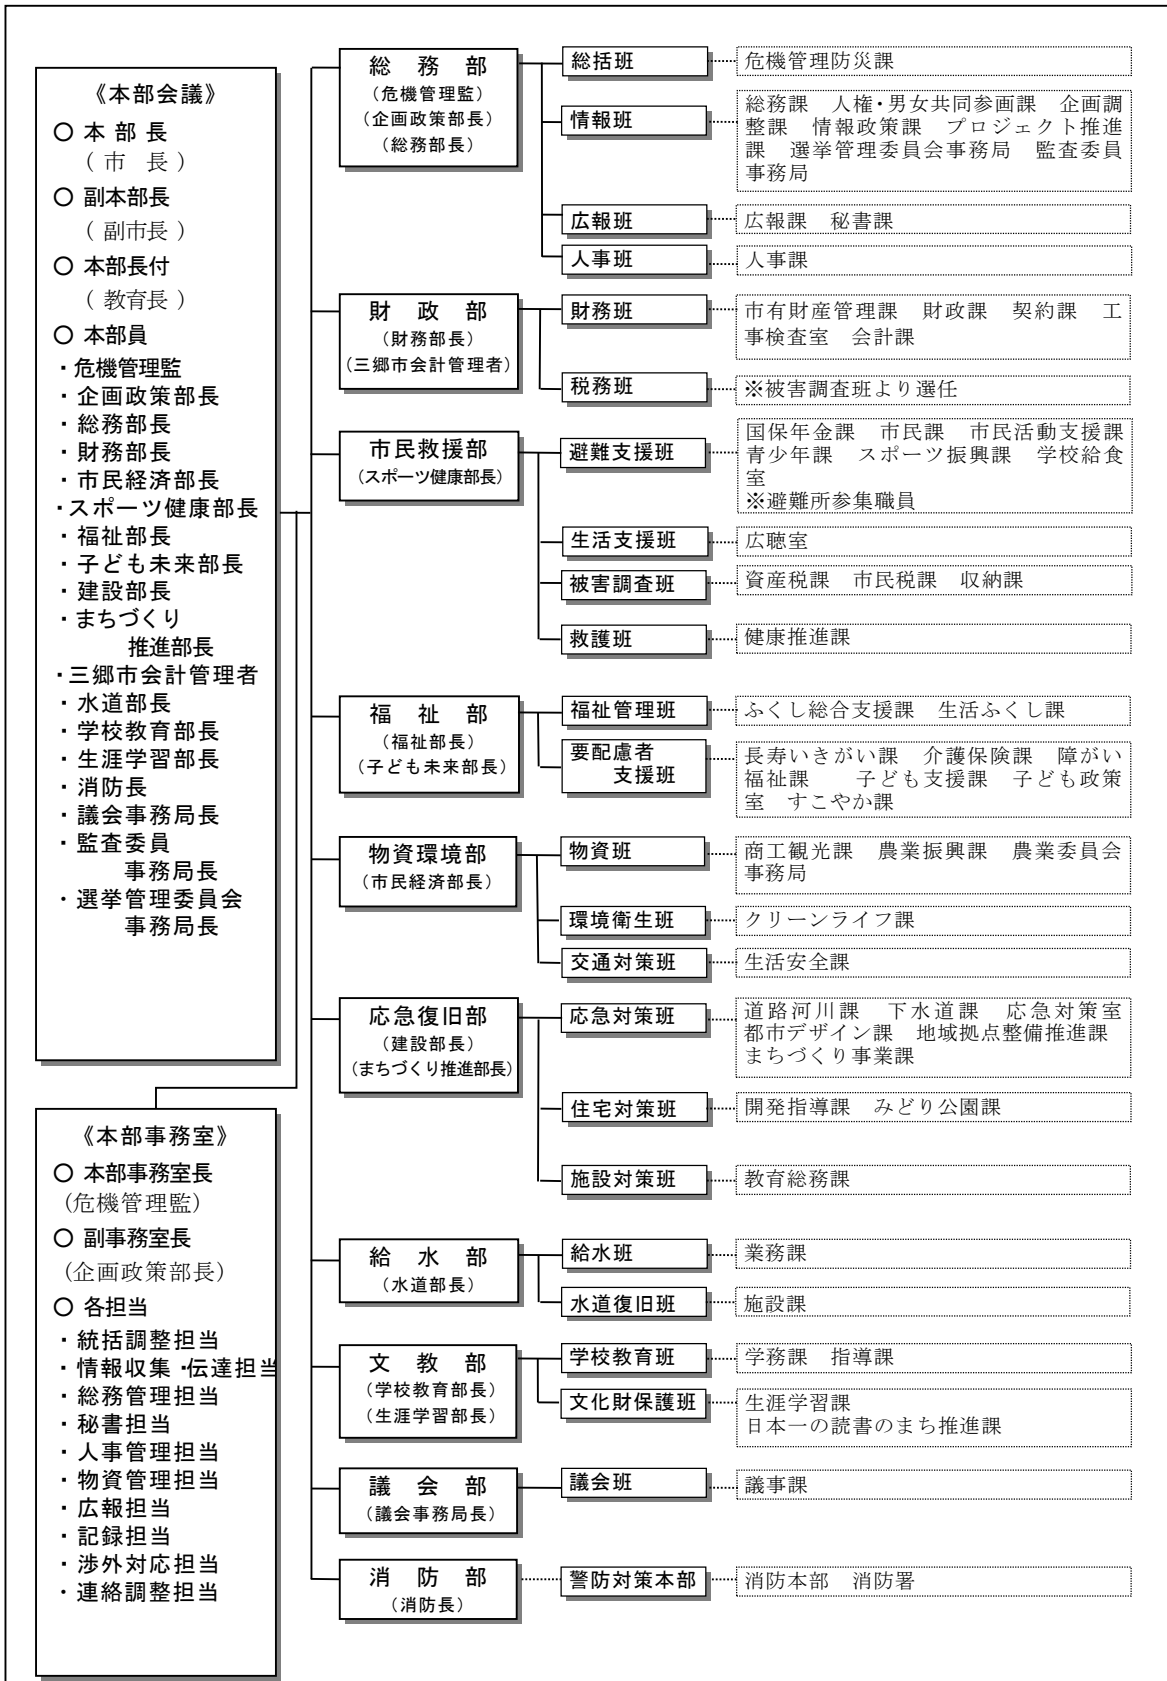 《本部会議》
○ 本 部 長
（ 市　長 ）
○ 副本部長
（ 副市長 ）
○ 本部長付
（ 教育長 ）
○ 本部員
・危機管理監
・企画政策部長
・総務部長
・財務部長
・市民経済部長
・スポーツ健康部長
・福祉部長
・子ども未来部長
・建設部長
・まちづくり
推進部長
・三郷市会計管理者
・水道部長
・学校教育部長
・生涯学習部長
・消防長
・議会事務局長
・監査委員
事務局長
・選挙管理委員会
事務局長
《本部事務室》
○ 本部事務室長
（危機管理監）
○ 副事務室長
（企画政策部長）
○ 各担当
・統括調整担当
・情報収集・伝達担当
・総務管理担当
・秘書担当
・人事管理担当
・物資管理担当
・広報担当
・記録担当
・渉外対応担当
・連絡調整担当
総　務　部
（危機管理監）
（企画政策部長）
（総務部長）
総括班
危機管理防災課
情報班
総務課　人権・男女共同参画課　企画調
整課　情報政策課　プロジェクト推進
課　選挙管理委員会事務局　監査委員
事務局
広報班
広報課　秘書課
人事班
人事課
財　政　部
（財務部長）
（三郷市会計管理者）
財務班
市有財産管理課　財政課　契約課　工
事検査室　会計課
税務班
※被害調査班より選任
市民救援部
（スポーツ健康部長）
避難支援班
国保年金課　市民課　市民活動支援課
青少年課　スポーツ振興課　学校給食
室
※避難所参集職員
生活支援班
広聴室
被害調査班
資産税課　市民税課　収納課
救護班
健康推進課
福　祉　部
（福祉部長）
（子ども未来部長）
福祉管理班
ふくし総合支援課　生活ふくし課
要配慮者
支援班
長寿いきがい課　介護保険課　障がい
福祉課　　子ども支援課　子ども政策
室　すこやか課
物資環境部
（市民経済部長）
物資班
商工観光課　農業振興課　農業委員会
事務局
環境衛生班
クリーンライフ課
交通対策班
生活安全課
応急復旧部
（建設部長）
（まちづくり推進部長）
応急対策班
道路河川課　下水道課　応急対策室
都市デザイン課　地域拠点整備推進課
まちづくり事業課
住宅対策班
開発指導課　みどり公園課
施設対策班
教育総務課
給　水　部
（水道部長）
給水班
業務課
水道復旧班
施設課
文　教　部
（学校教育部長）
（生涯学習部長）
学校教育班
学務課　指導課
文化財保護班
生涯学習課
日本一の読書のまち推進課
議　会　部
（議会事務局長）
議会班
議事課
消　防　部
（消防長）
警防対策本部
消防本部　消防署